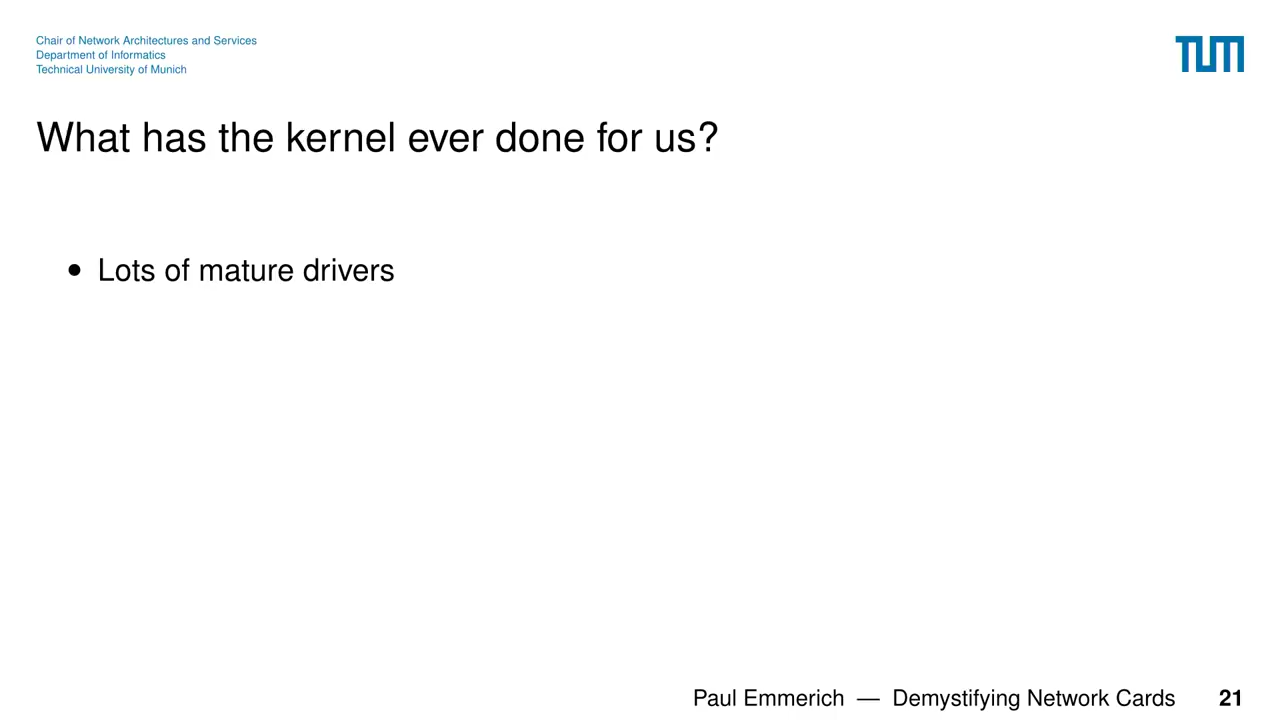 Chair of Network Architectures and Services
Department of Informatics
Technical University of Munich
TUM
What has the kernel ever done for us?
• Lots of mature drivers
Paul Emmerich — Demystifying Network Cards 21